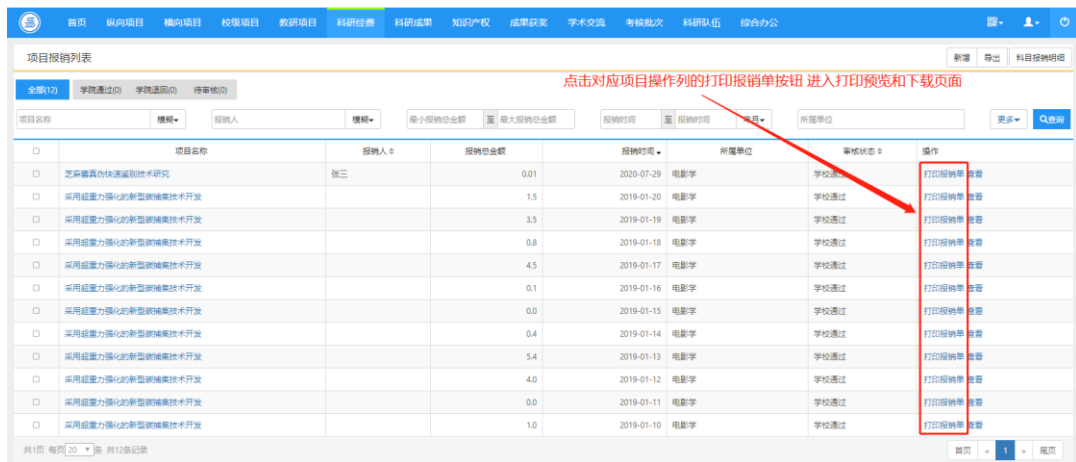 首页 纵向项目 横向项目 校级项目 教研项目 科研经费 科研成果 知识产权 成果获奖 学术交流 考核批次 科研队伍 综合办公
项目报销列表 新增 导出 科目报销明细
点击对应项目操作列的打印报销单按钮 进入打印预览和下载页面
全部(12) 学院通过(0) 学院退回(0) 待审核(0)
项目名称 模糊 报销人 模糊 最小报销总金额 至 最大报销总金额 报销时间 至 报销时间 年月 所属单位 更多 查询
项目名称 报销人 报销总金额 报销时间 所属单位 审核状态 操作
芝麻酱真伪快速鉴别技术研究 张三 0.01 2020-07-29 电影学 学校通过 打印报销单 查看
采用超重力强化的新型碳捕集技术开发 1.5 2019-01-20 电影学 学校通过 打印报销单 查看
采用超重力强化的新型碳捕集技术开发 3.5 2019-01-19 电影学 学校通过 打印报销单 查看
采用超重力强化的新型碳捕集技术开发 0.8 2019-01-18 电影学 学校通过 打印报销单 查看
采用超重力强化的新型碳捕集技术开发 4.5 2019-01-17 电影学 学校通过 打印报销单 查看
采用超重力强化的新型碳捕集技术开发 0.1 2019-01-16 电影学 学校通过 打印报销单 查看
采用超重力强化的新型碳捕集技术开发 0.0 2019-01-15 电影学 学校通过 打印报销单 查看
采用超重力强化的新型碳捕集技术开发 0.4 2019-01-14 电影学 学校通过 打印报销单 查看
采用超重力强化的新型碳捕集技术开发 5.4 2019-01-13 电影学 学校通过 打印报销单 查看
采用超重力强化的新型碳捕集技术开发 4.0 2019-01-12 电影学 学校通过 打印报销单 查看
采用超重力强化的新型碳捕集技术开发 0.0 2019-01-11 电影学 学校通过 打印报销单 查看
采用超重力强化的新型碳捕集技术开发 1.0 2019-01-10 电影学 学校通过 打印报销单 查看
共1页 每页 20 条 共12条记录 首页 « 1 » 尾页